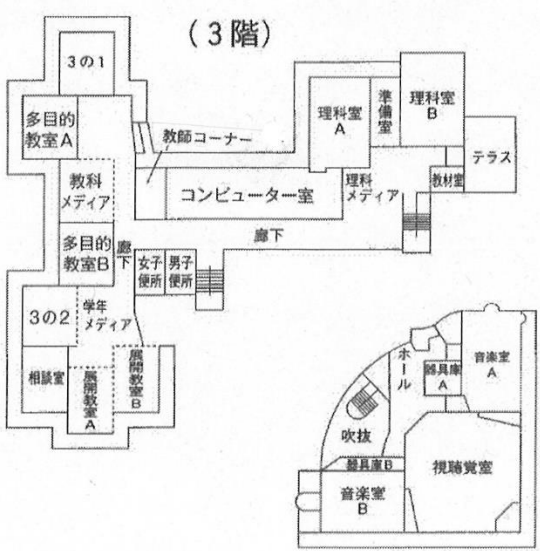 (3階)
3の1
多目的
教室A
教師コーナー
理科室
A
準
備
室
理科室
B
テラス
教科
メディア
コンピューター室
理科
メディア
教材室
多目的
教室B
廊
下
女子
便所
男子
便所
廊下
3の2
学年
メディア
相談室
展開教室A
展開教室B
ホール
器具庫
A
音楽室
A
吹抜
器具庫B
音楽室
B
視聴覚室